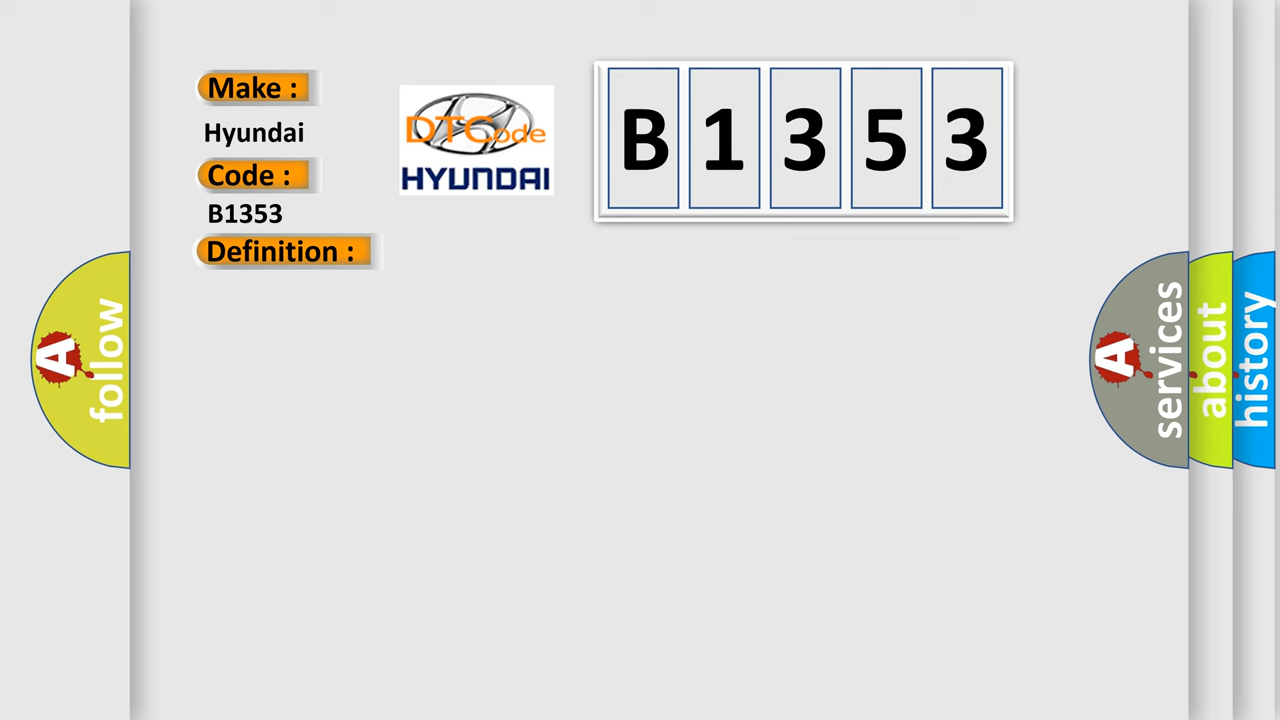 Make :
Hyundai
Code :
B1353
Definition :
DTCode
HYUNDAI
B 1 3 5 3
A
follow
A
services
about
history